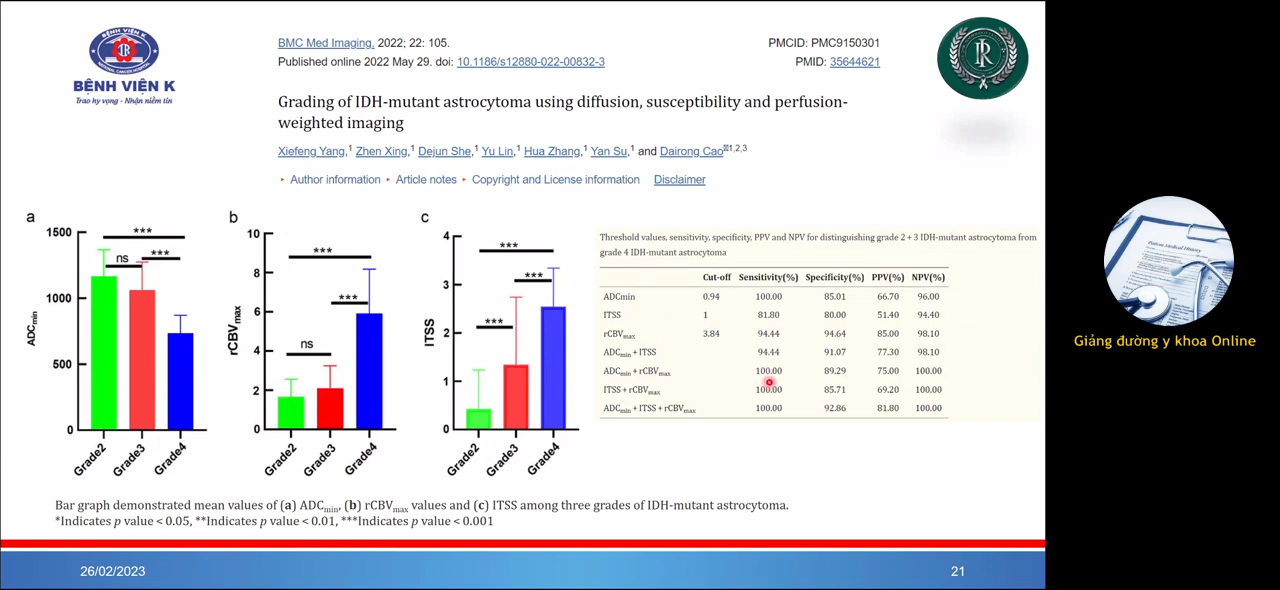 BỆNH VIỆN K
BỆNH VIỆN K
Trao hy vọng - Nhận niềm tin
BMC Med Imaging. 2022; 22: 105.
Published online 2022 May 29. doi: 10.1186/s12880-022-00832-3
PMCID: PMC9150301
PMID: 35644621
Grading of IDH-mutant astrocytoma using diffusion, susceptibility and perfusion-
weighted imaging
Xiefeng Yang,1 Zhen Xing,1 Dejun She,1 Yu Lin,1 Hua Zhang,1 Yan Su,1 and Dairong Cao✉1,2,3
▸ Author information ▸ Article notes ▸ Copyright and License information Disclaimer
a
ADCmin
1500
1000
500
0
***
ns
***
Grade2
Grade3
Grade4
b
rCBVmax
10
8
6
4
2
0
***
***
ns
Grade2
Grade3
Grade4
c
ITSS
4
3
2
1
0
***
***
***
Grade2
Grade3
Grade4
Threshold values, sensitivity, specificity, PPV and NPV for distinguishing grade 2 + 3 IDH-mutant astrocytoma from
grade 4 IDH-mutant astrocytoma
Cut-off Sensitivity(%) Specificity(%) PPV(%) NPV(%)
ADCmin 0.94 100.00 85.01 66.70 96.00
ITSS 1 81.80 80.00 51.40 94.40
rCBVmax 3.84 94.44 94.64 85.00 98.10
ADCmin + ITSS 94.44 91.07 77.30 98.10
ADCmin + rCBVmax 100.00 89.29 75.00 100.00
ITSS + rCBVmax 100.00 85.71 69.20 100.00
ADCmin + ITSS + rCBVmax 100.00 92.86 81.80 100.00
Bar graph demonstrated mean values of (a) ADCmin, (b) rCBVmax values and (c) ITSS among three grades of IDH-mutant astrocytoma.
*Indicates p value < 0.05, **Indicates p value < 0.01, ***Indicates p value < 0.001
26/02/2023
21
Patient Medical History
Giảng đường y khoa Online